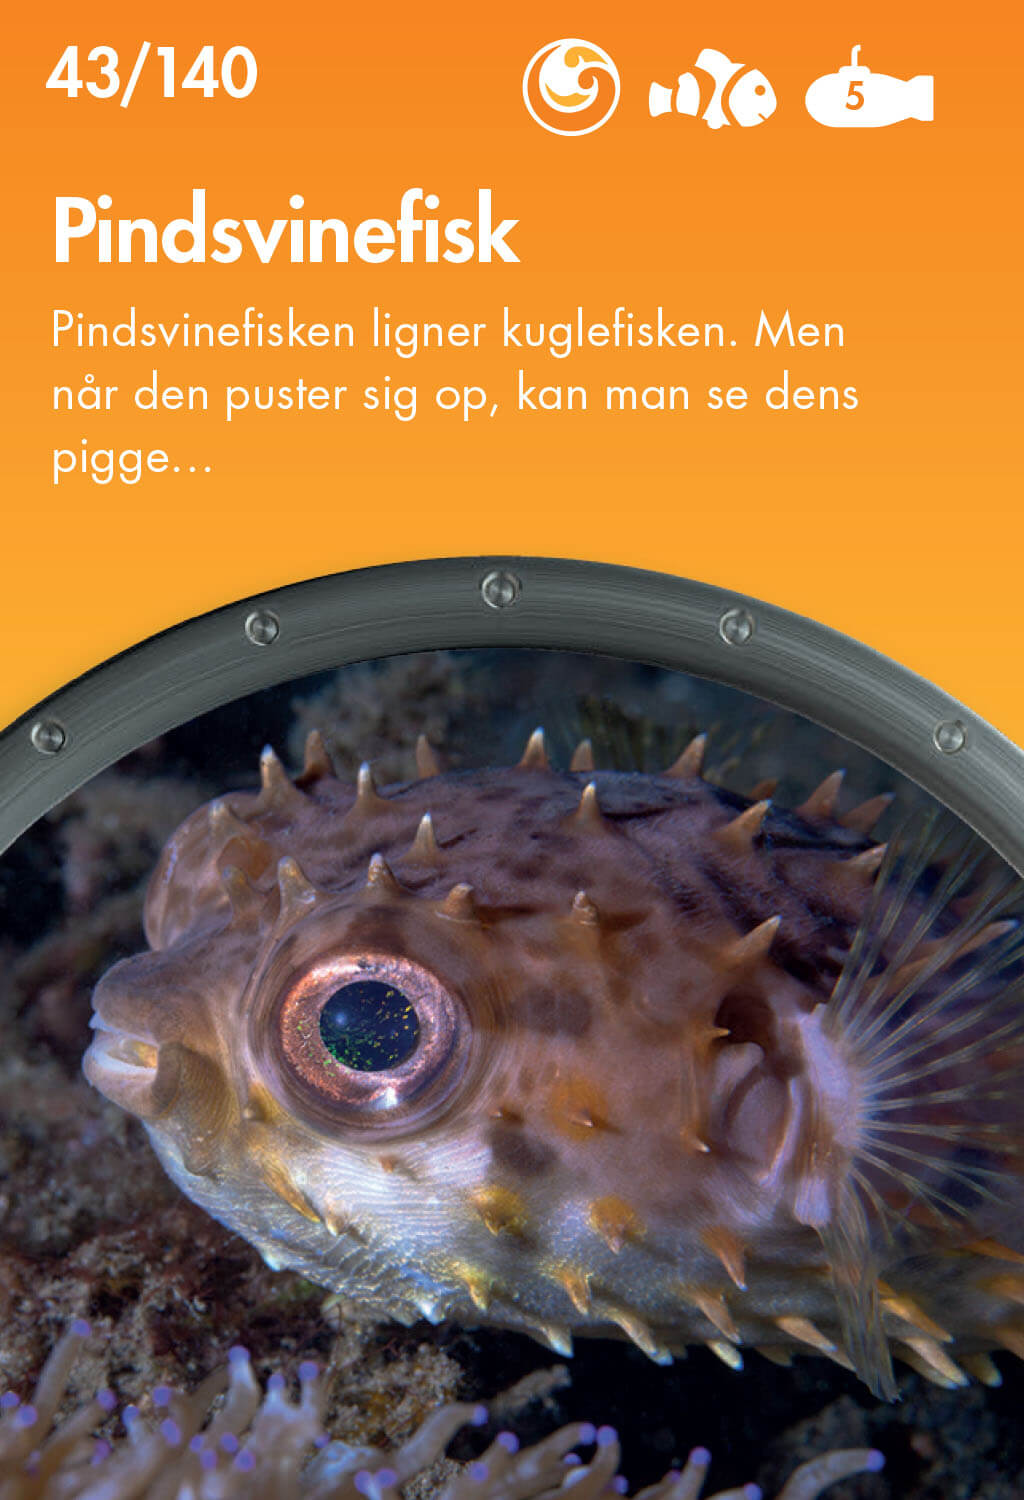 43/140
5
Pindsvinefisk
Pindsvinefisken ligner kuglefisken. Men
når den puster sig op, kan man se dens
pigge...